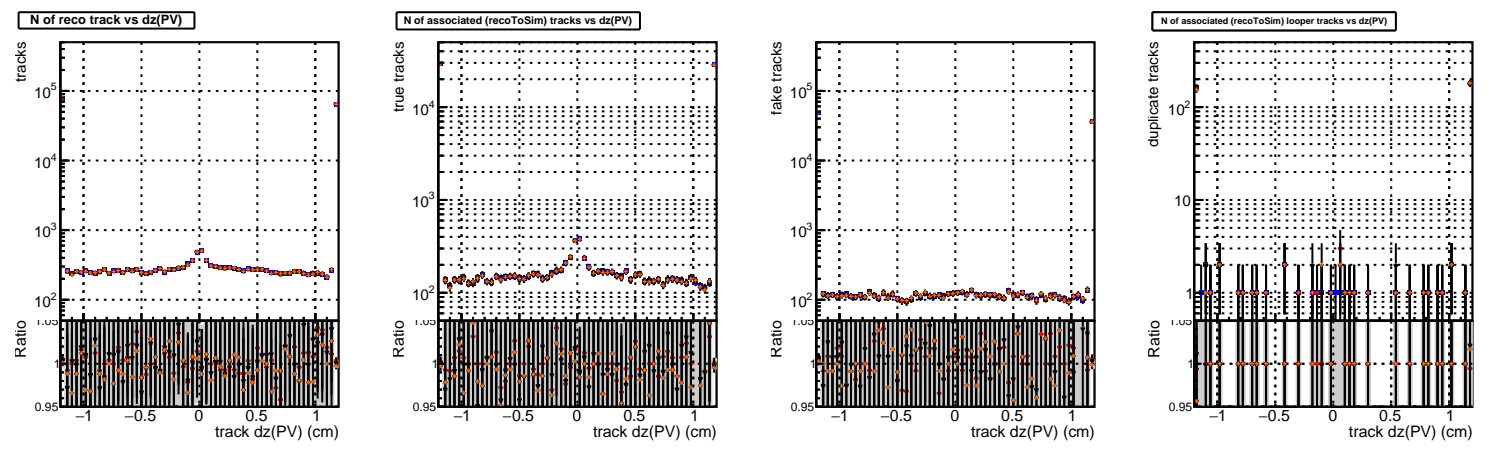 N of reco track vs dz(PV)
tracks
10^5
10^4
10^3
10^2
Ratio
1.05
1
0.95
−1 −0.5 0 0.5 1
track dz(PV) (cm)
N of associated (recoToSim) tracks vs dz(PV)
true tracks
10^4
10^3
10^2
Ratio
1.05
1
0.95
−1 −0.5 0 0.5 1
track dz(PV) (cm)
fake tracks
10^5
10^4
10^3
10^2
Ratio
1.05
1
0.95
−1 −0.5 0 0.5 1
track dz(PV) (cm)
N of associated (recoToSim) looper tracks vs dz(PV)
duplicate tracks
10^2
10
1
Ratio
1.05
1
0.95
−1 −0.5 0 0.5 1
track dz(PV) (cm)